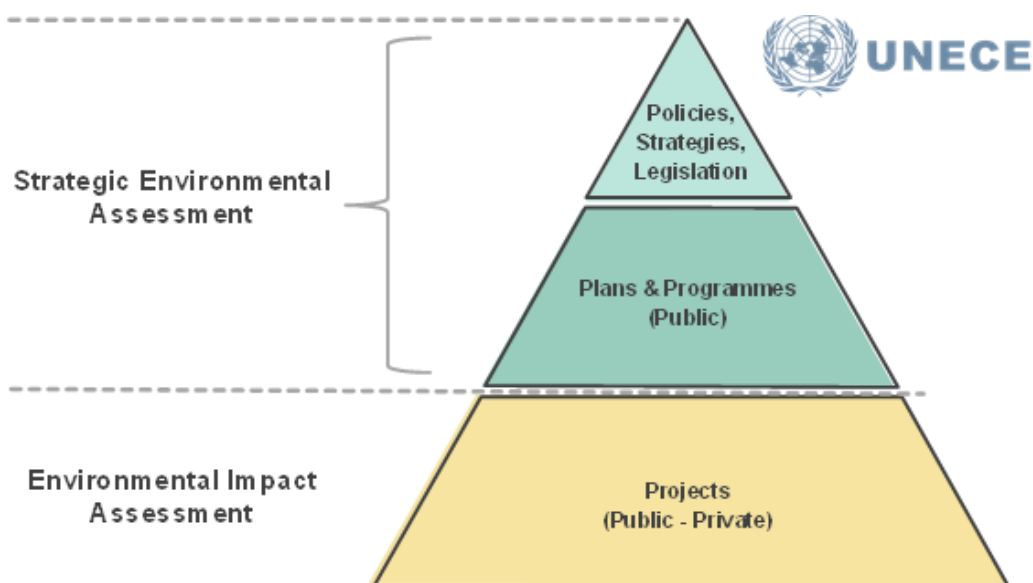 UNECE
Policies,
Strategies,
Legislation
Strategic Environmental
Assessment
Plans & Programmes
(Public)
Environmental Impact
Assessment
Projects
(Public - Private)